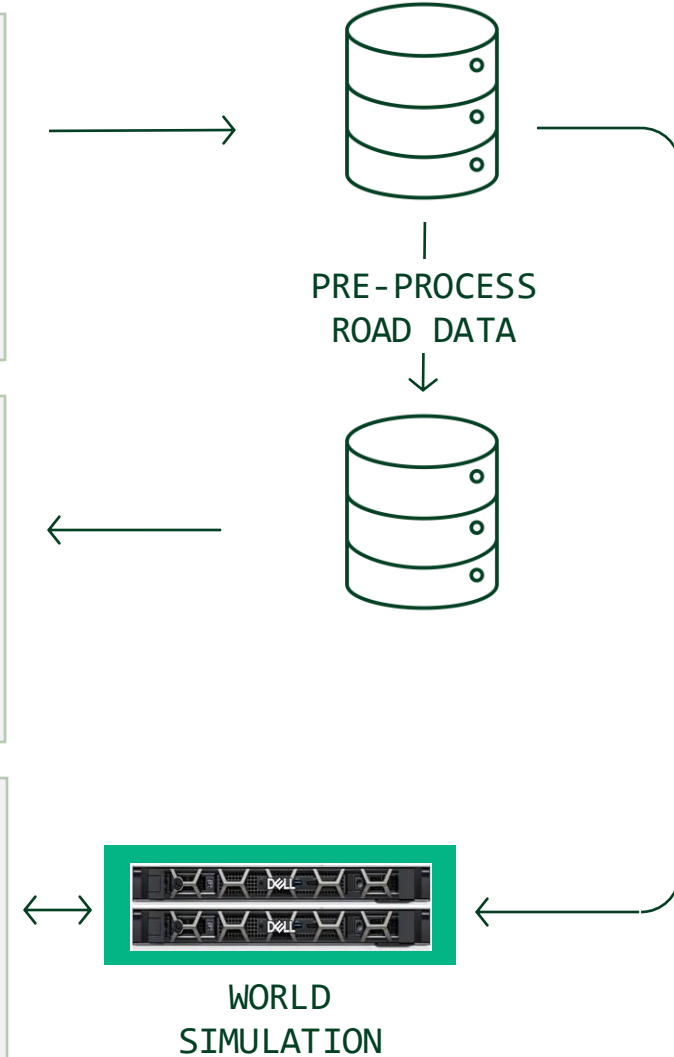 PRE-PROCESS
ROAD DATA
DELL
DELL
WORLD
SIMULATION